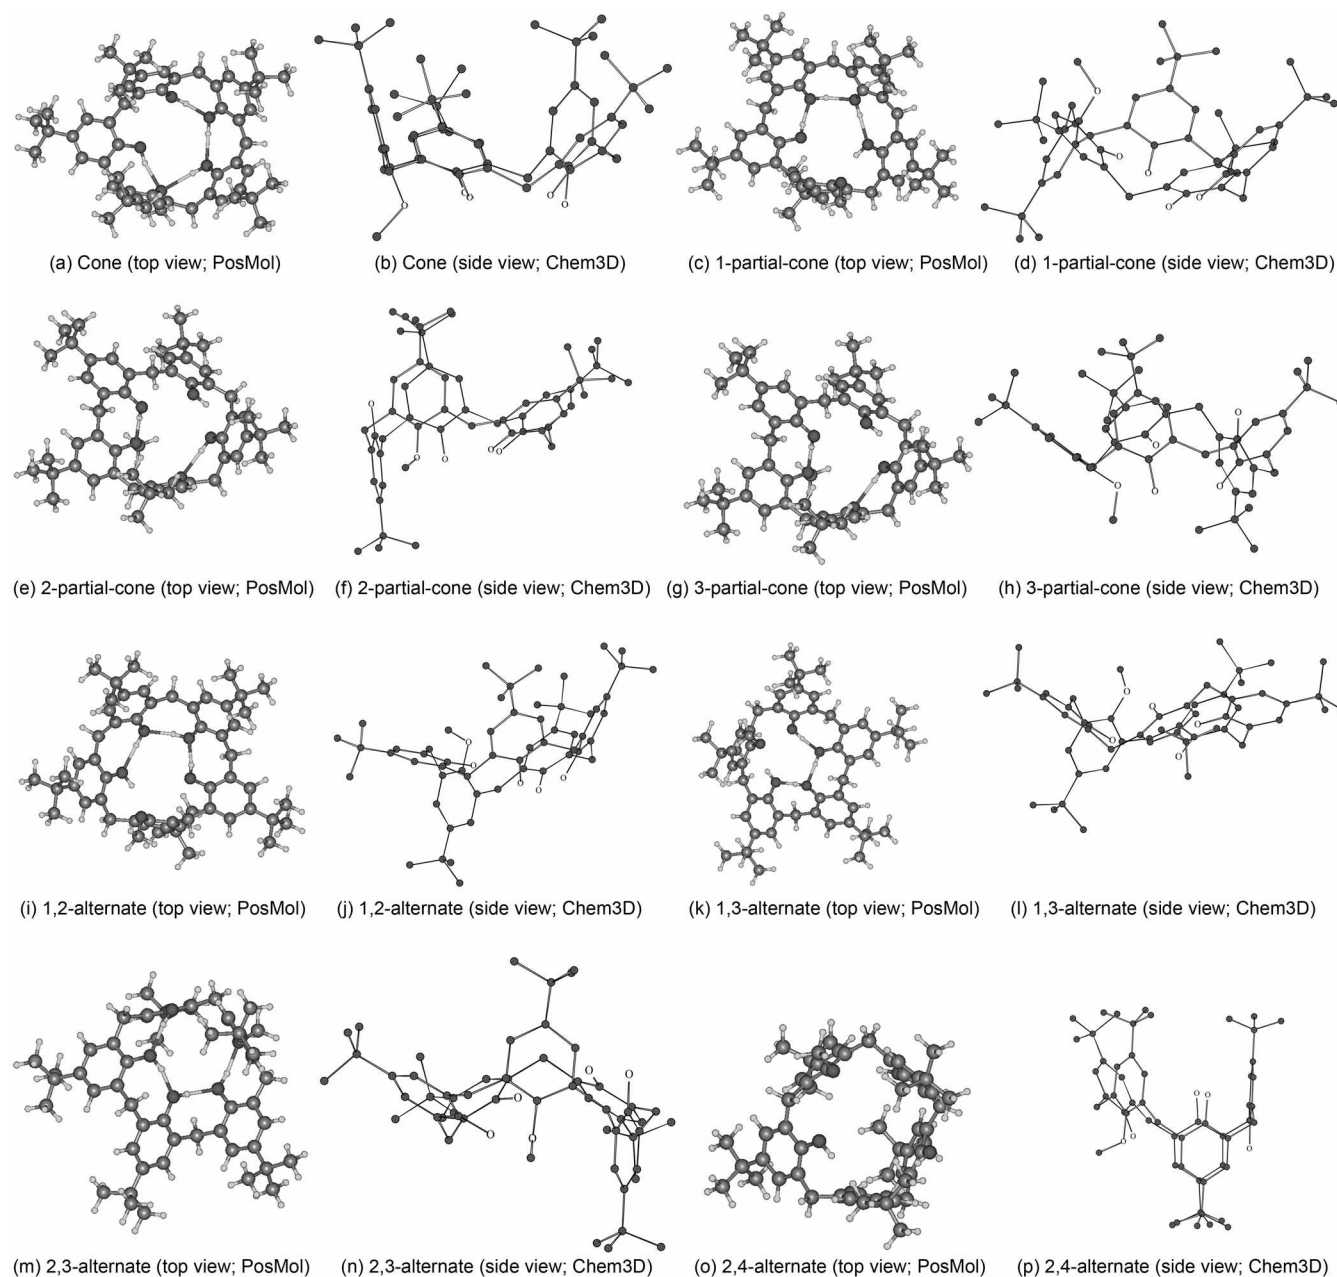 (a) Cone (top view; PosMol)
(b) Cone (side view; Chem3D)
(c) 1-partial-cone (top view; PosMol)
(d) 1-partial-cone (side view; Chem3D)
(e) 2-partial-cone (top view; PosMol)
(f) 2-partial-cone (side view; Chem3D)
(g) 3-partial-cone (top view; PosMol)
(h) 3-partial-cone (side view; Chem3D)
(i) 1,2-alternate (top view; PosMol)
(j) 1,2-alternate (side view; Chem3D)
(k) 1,3-alternate (top view; PosMol)
(l) 1,3-alternate (side view; Chem3D)
(m) 2,3-alternate (top view; PosMol)
(n) 2,3-alternate (side view; Chem3D)
(o) 2,4-alternate (top view; PosMol)
(p) 2,4-alternate (side view; Chem3D)